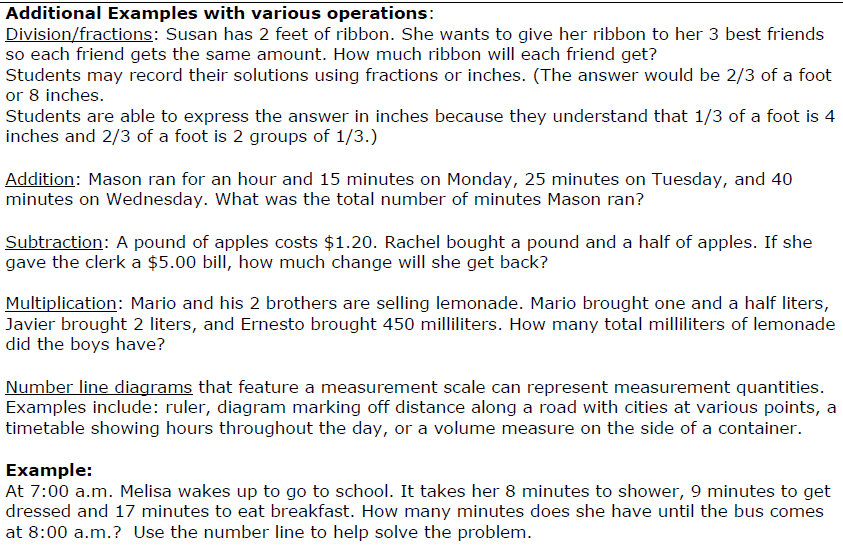 Additional Examples with various operations:
Division/fractions: Susan has 2 feet of ribbon. She wants to give her ribbon to her 3 best friends
so each friend gets the same amount. How much ribbon will each friend get?
Students may record their solutions using fractions or inches. (The answer would be 2/3 of a foot
or 8 inches.
Students are able to express the answer in inches because they understand that 1/3 of a foot is 4
inches and 2/3 of a foot is 2 groups of 1/3.)
Addition: Mason ran for an hour and 15 minutes on Monday, 25 minutes on Tuesday, and 40
minutes on Wednesday. What was the total number of minutes Mason ran?
Subtraction: A pound of apples costs $1.20. Rachel bought a pound and a half of apples. If she
gave the clerk a $5.00 bill, how much change will she get back?
Multiplication: Mario and his 2 brothers are selling lemonade. Mario brought one and a half liters,
Javier brought 2 liters, and Ernesto brought 450 milliliters. How many total milliliters of lemonade
did the boys have?
Number line diagrams that feature a measurement scale can represent measurement quantities.
Examples include: ruler, diagram marking off distance along a road with cities at various points, a
timetable showing hours throughout the day, or a volume measure on the side of a container.
Example:
At 7:00 a.m. Melisa wakes up to go to school. It takes her 8 minutes to shower, 9 minutes to get
dressed and 17 minutes to eat breakfast. How many minutes does she have until the bus comes
at 8:00 a.m.? Use the number line to help solve the problem.